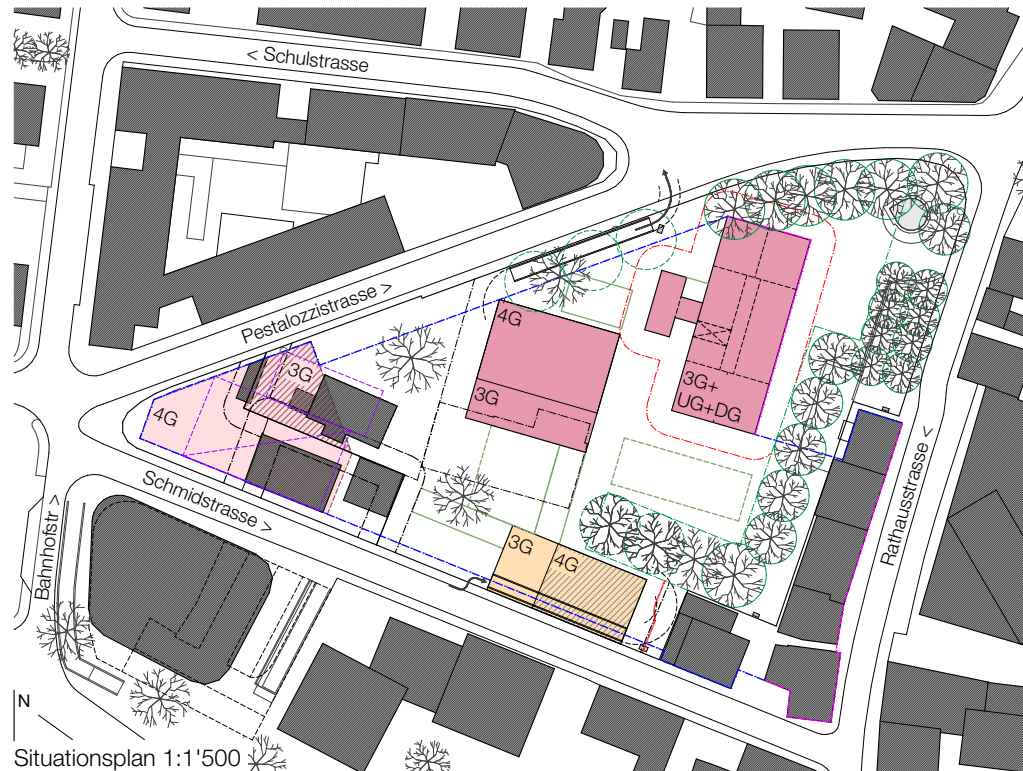 < Schulstrasse
Pestalozzistrasse >
4G
3G
3G+
UG+DG
3G
4G
Schmidstrasse >
Bahnhofstr >
3G
4G
Rathausstrasse <
N
Situationsplan 1:1'500